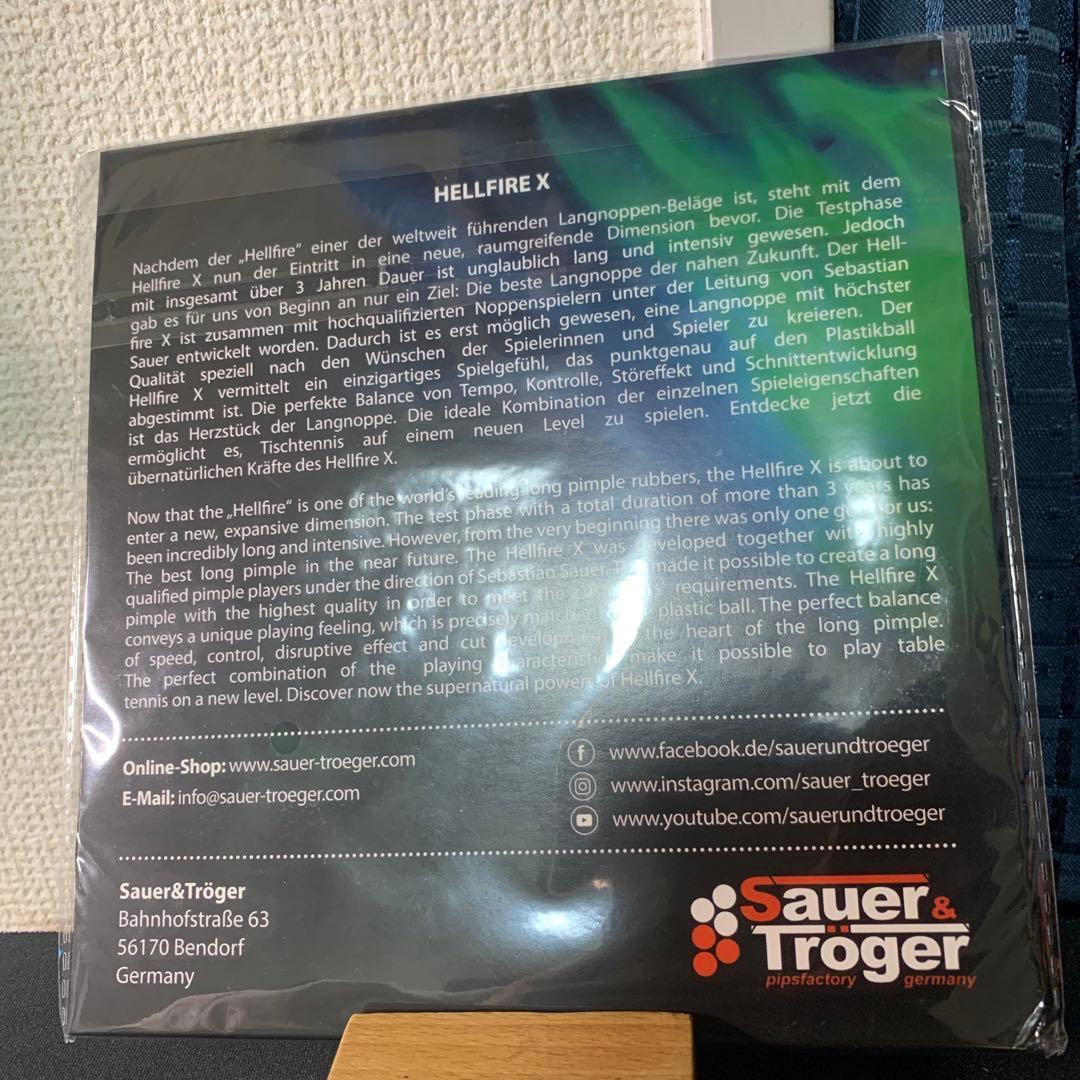 HELLFIRE X
Nachdem der „Hellfire“ einer der weltweit führenden Langnoppen-Beläge ist, steht mit dem
Hellfire X nun der Eintritt in eine neue, raumgreifende Dimension bevor. Die Testphase
mit insgesamt über 3 Jahren Dauer ist unglaublich lang und intensiv gewesen. Jedoch
gab es für uns von Beginn an nur ein Ziel: Die beste Langnoppe der nahen Zukunft. Der Hell-
fire X ist zusammen mit hochqualifizierten Noppenspielern unter der Leitung von Sebastian
Sauer entwickelt worden. Dadurch ist es erst möglich gewesen, eine Langnoppe mit höchster
Qualität speziell nach den Wünschen der Spielerinnen und Spieler zu kreieren. Der
Hellfire X vermittelt ein einzigartiges Spielgefühl, das punktgenau auf den Plastikball
abgestimmt ist. Die perfekte Balance von Tempo, Kontrolle, Störeffekt und Schnittentwicklung
ist das Herzstück der Langnoppe. Die ideale Kombination der einzelnen Spieleigenschaften
ermöglicht es, Tischtennis auf einem neuen Level zu spielen. Entdecke jetzt die
übernatürlichen Kräfte des Hellfire X.
Now that the „Hellfire“ is one of the world's leading long pimple rubbers, the Hellfire X is about to
enter a new, expansive dimension. The test phase with a total duration of more than 3 years has
been incredibly long and intensive. However, from the very beginning there was only one for us:
The best long pimple in the near future. The Hellfire X was developed together with highly
qualified pimple players under the direction of Sebastian Sauer. made it possible to create a long
pimple with the highest quality in order to meet the requirements. The Hellfire X
conveys a unique playing feeling, which is precisely matched plastic ball. The perfect balance
of speed, control, disruptive effect and cut development the heart of the long pimple.
The perfect combination of the playing characteristics make it possible to play table
tennis on a new level. Discover now the supernatural powers of Hellfire X.
Online-Shop: www.sauer-troeger.com
E-Mail: info@sauer-troeger.com
www.facebook.de/sauerundtroeger
www.instagram.com/sauer_troeger
www.youtube.com/sauerundtroeger
Sauer&Tröger
Bahnhofstraße 63
56170 Bendorf
Germany
Sauer &
Tröger
pipsfactory germany